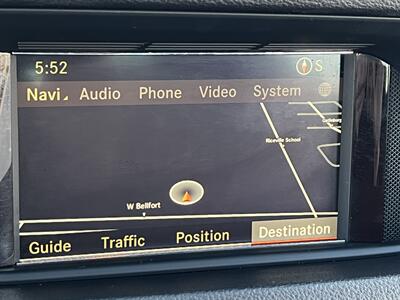 5:52 S
Navi Audio Phone Video System
Riceville School
W Bellfort
Guide Traffic Position Destination